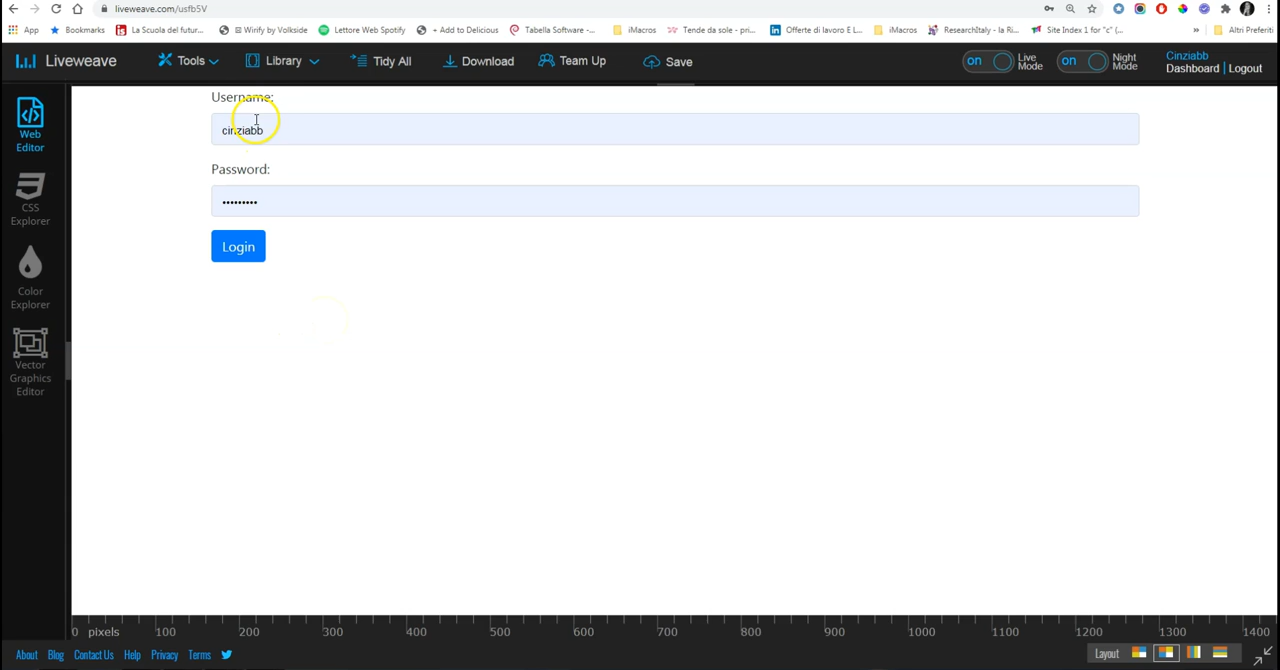 liveweave.com/usfb5V
App Bookmarks La Scuola del futur... ⊟ Wirify by Volkside Lettore Web Spotify + Add to Delicious Tabella Software -... iMacros Tende da sole - pri... Offerte di lavoro E L... iMacros ResearchItaly - la Ri... Site Index 1 for "c" (... » Altri Preferiti
Liveweave Tools Library Tidy All Download Team Up Save on Live Mode on Night Mode Cinziabb Dashboard | Logout
Web Editor
CSS Explorer
Color Explorer
Vector Graphics Editor
Username:
cinziabb
Password:
•••••••••
Login
0 pixels 100 200 300 400 500 600 700 800 900 1000 1100 1200 1300 1400
About Blog Contact Us Help Privacy Terms Layout